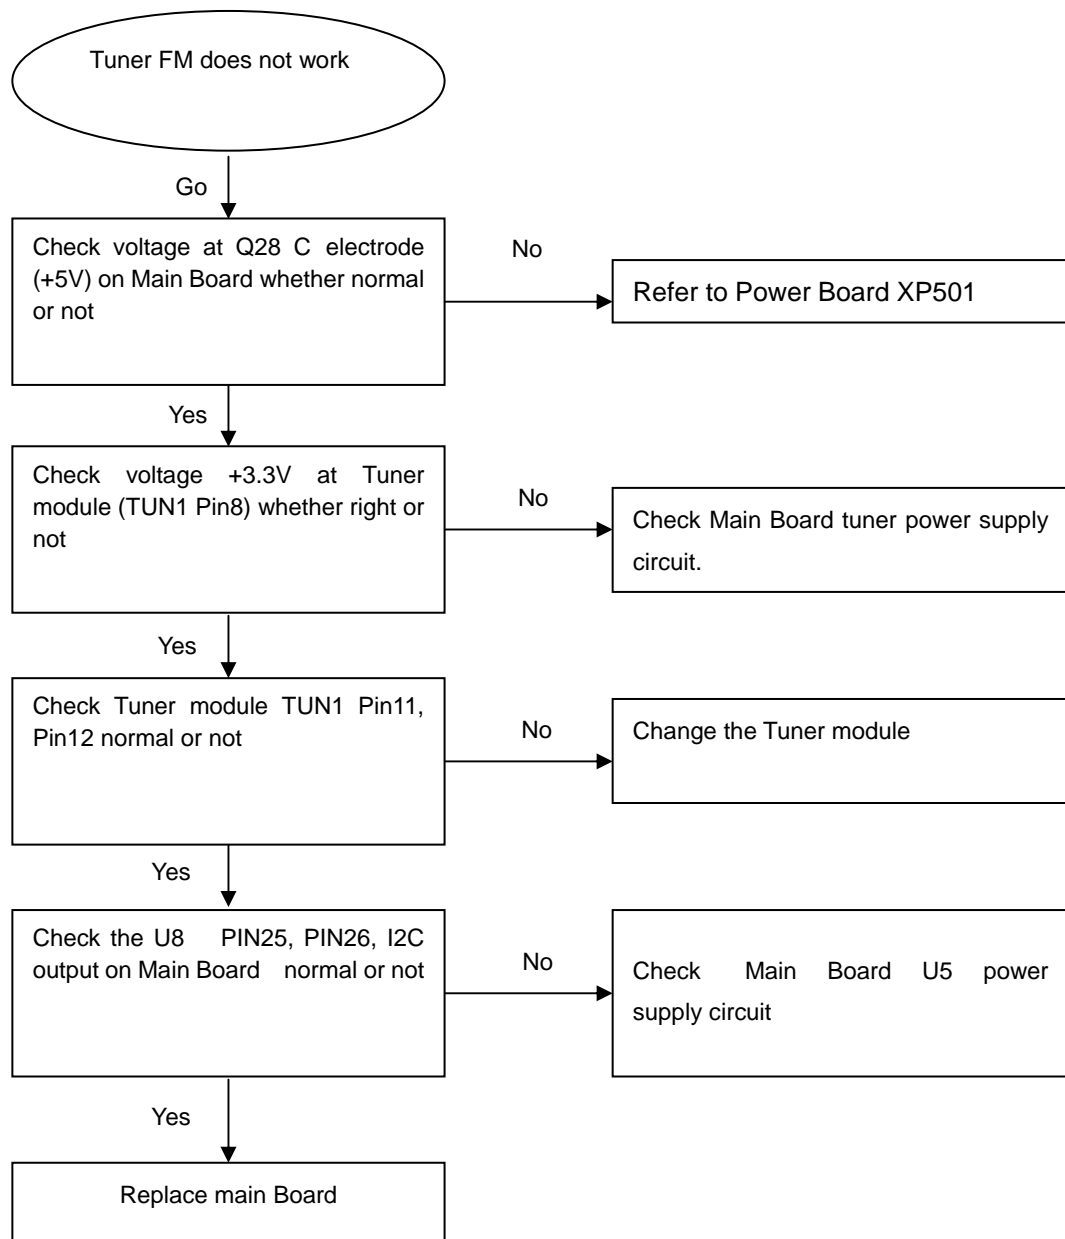 Tuner FM does not work
Go
Check voltage at Q28 C electrode
(+5V) on Main Board whether normal
or not
No
Refer to Power Board XP501
Yes
Check voltage +3.3V at Tuner
module (TUN1 Pin8) whether right or
not
No
Check Main Board tuner power supply
circuit.
Yes
Check Tuner module TUN1 Pin11,
Pin12 normal or not
No
Change the Tuner module
Yes
Check the U8 PIN25, PIN26, I2C
output on Main Board normal or not
No
Check Main Board U5 power
supply circuit
Yes
Replace main Board